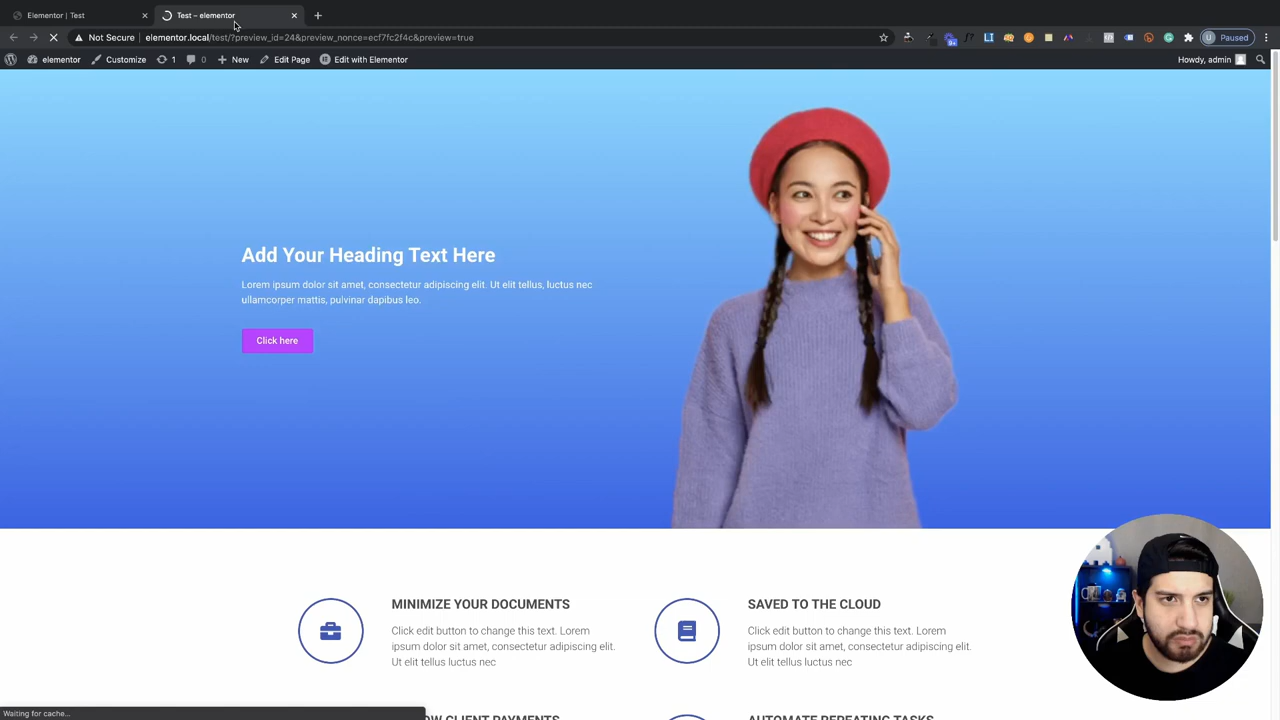 Elementor | Test
Test – elementor
Not Secure
elementor.local/test/?preview_id=24&preview_nonce=ecf7fc2f4c&preview=true
Paused
elementor
Customize
1
0
New
Edit Page
Edit with Elementor
Howdy, admin
Add Your Heading Text Here
Lorem ipsum dolor sit amet, consectetur adipiscing elit. Ut elit tellus, luctus nec
ullamcorper mattis, pulvinar dapibus leo.
Click here
MINIMIZE YOUR DOCUMENTS
Click edit button to change this text. Lorem
ipsum dolor sit amet, consectetur adipiscing elit.
Ut elit tellus luctus nec
SAVED TO THE CLOUD
Click edit button to change this text. Lorem
ipsum dolor sit amet, consectetur adipiscing elit.
Ut elit tellus luctus nec
CLIENT PAYMENTS
AUTOMATE REPEATING TASKS
Waiting for cache...